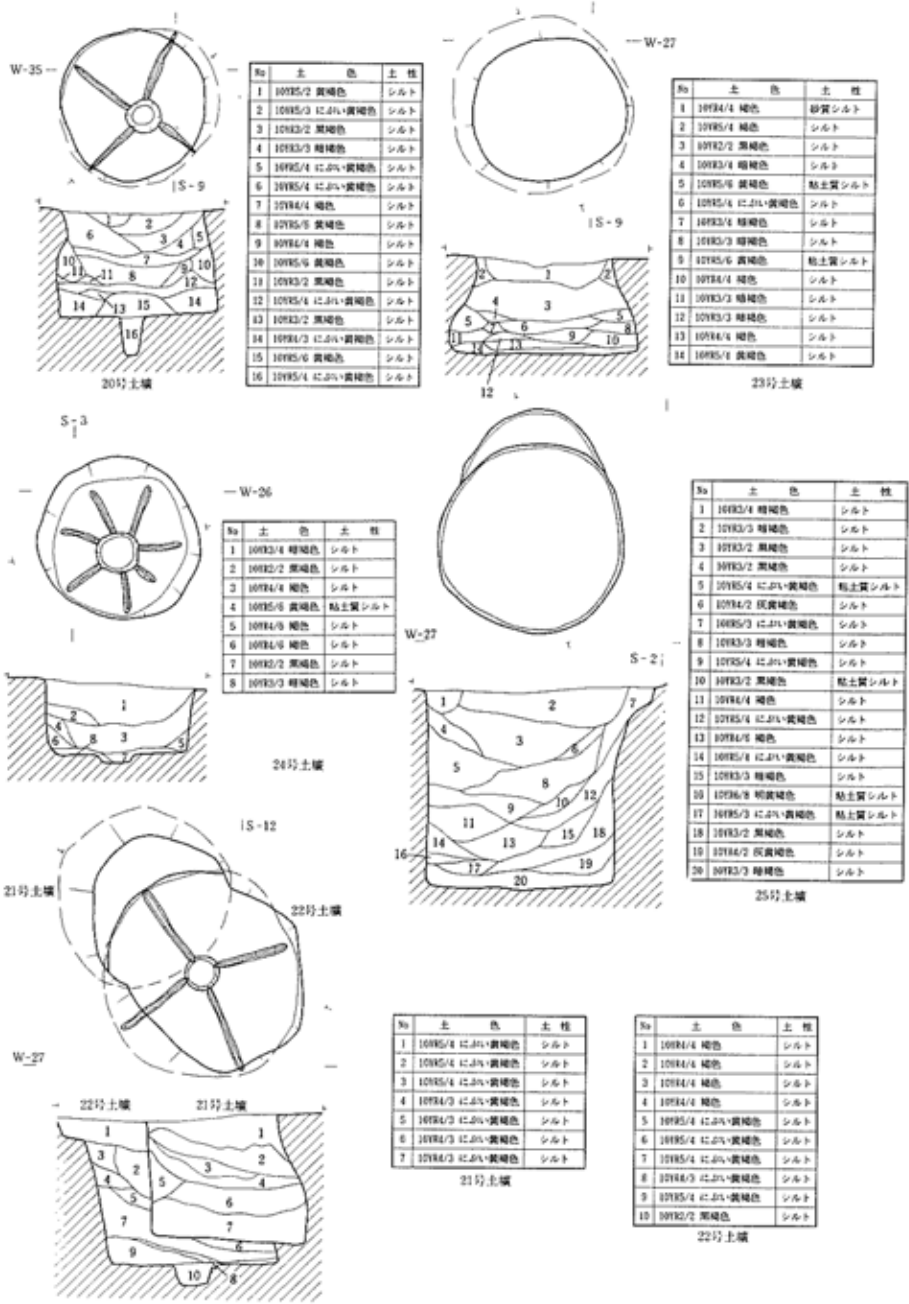 W-35
S-9
No 土色 土性
1 10YR5/2 黄褐色 シルト
2 10YR5/3 にぶい黄褐色 シルト
3 10YR3/2 黒褐色 シルト
4 10YR3/3 暗褐色 シルト
5 10YR5/4 にぶい黄褐色 シルト
6 10YR5/4 にぶい黄褐色 シルト
7 10YR4/4 褐色 シルト
8 10YR5/6 黄褐色 シルト
9 10YR4/4 褐色 シルト
10 10YR5/6 黄褐色 シルト
11 10YR3/2 黒褐色 シルト
12 10YR5/4 にぶい黄褐色 シルト
13 10YR3/2 黒褐色 シルト
14 10YR4/3 にぶい黄褐色 シルト
15 10YR5/6 黄褐色 シルト
16 10YR5/4 にぶい黄褐色 シルト
20号土壙
W-27
S-9
No 土色 土性
1 10YR4/4 褐色 砂質シルト
2 10YR5/4 褐色 シルト
3 10YR2/2 黒褐色 シルト
4 10YR3/4 暗褐色 シルト
5 10YR5/6 黄褐色 粘土質シルト
6 10YR5/4 にぶい黄褐色 シルト
7 10YR3/4 暗褐色 シルト
8 10YR3/3 暗褐色 シルト
9 10YR5/6 黄褐色 粘土質シルト
10 10YR4/4 褐色 シルト
11 10YR3/3 暗褐色 シルト
12 10YR3/3 暗褐色 シルト
13 10YR4/4 褐色 シルト
14 黄褐色 シルト
23号土壙
S-3
W-26
No 土色 土性
1 10YR3/4 暗褐色 シルト
2 10YR2/2 黒褐色 シルト
3 10YR4/4 褐色 シルト
4 10YR5/6 黄褐色 粘土質シルト
5 10YR4/6 褐色 シルト
6 10YR4/6 褐色 シルト
7 10YR2/2 黒褐色 シルト
8 10YR3/3 暗褐色 シルト
24号土壙
W-27
S-2
No 土色 土性
1 10YR3/4 暗褐色 シルト
2 10YR3/3 暗褐色 シルト
3 10YR3/2 黒褐色 シルト
4 10YR3/2 黒褐色 シルト
5 10YR5/4 にぶい黄褐色 粘土質シルト
6 10YR4/2 灰黄褐色 シルト
7 10YR5/3 にぶい黄褐色 シルト
8 10YR3/3 暗褐色 シルト
9 10YR5/4 にぶい黄褐色 シルト
10 10YR3/2 黒褐色 粘土質シルト
11 10YR4/4 褐色 シルト
12 10YR5/4 にぶい黄褐色 シルト
13 10YR4/6 褐色 シルト
14 10YR5/4 にぶい黄褐色 シルト
15 10YR3/3 暗褐色 シルト
16 10YR6/8 明黄褐色 粘土質シルト
17 10YR5/3 にぶい黄褐色 粘土質シルト
18 10YR3/2 黒褐色 シルト
19 10YR4/2 灰黄褐色 シルト
20 10YR3/3 暗褐色 シルト
25号土壙
S-12
21号土壙
22号土壙
W-27
22号土壙 21号土壙
No 土色 土性
1 10YR5/4 にぶい黄褐色 シルト
2 10YR5/4 にぶい黄褐色 シルト
3 10YR5/4 にぶい黄褐色 シルト
4 10YR4/3 にぶい黄褐色 シルト
5 10YR4/3 にぶい黄褐色 シルト
6 10YR4/3 にぶい黄褐色 シルト
7 10YR4/3 にぶい黄褐色 シルト
21号土壙
No 土色 土性
1 10YR4/4 褐色 シルト
2 10YR4/4 褐色 シルト
3 10YR4/4 褐色 シルト
4 10YR4/4 褐色 シルト
5 10YR5/4 にぶい黄褐色 シルト
6 10YR5/4 にぶい黄褐色 シルト
7 10YR5/4 にぶい黄褐色 シルト
8 10YR4/3 にぶい黄褐色 シルト
9 10YR5/4 にぶい黄褐色 シルト
10 10YR2/2 黒褐色 シルト
22号土壙